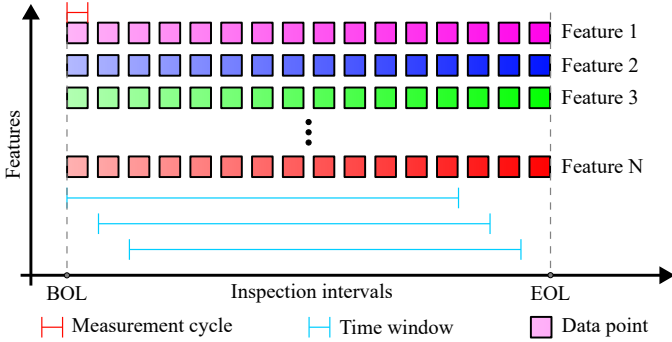 Feature 1
Feature 2
Feature 3
Feature N
Features
BOL
Inspection intervals
EOL
Measurement cycle
Time window
Data point